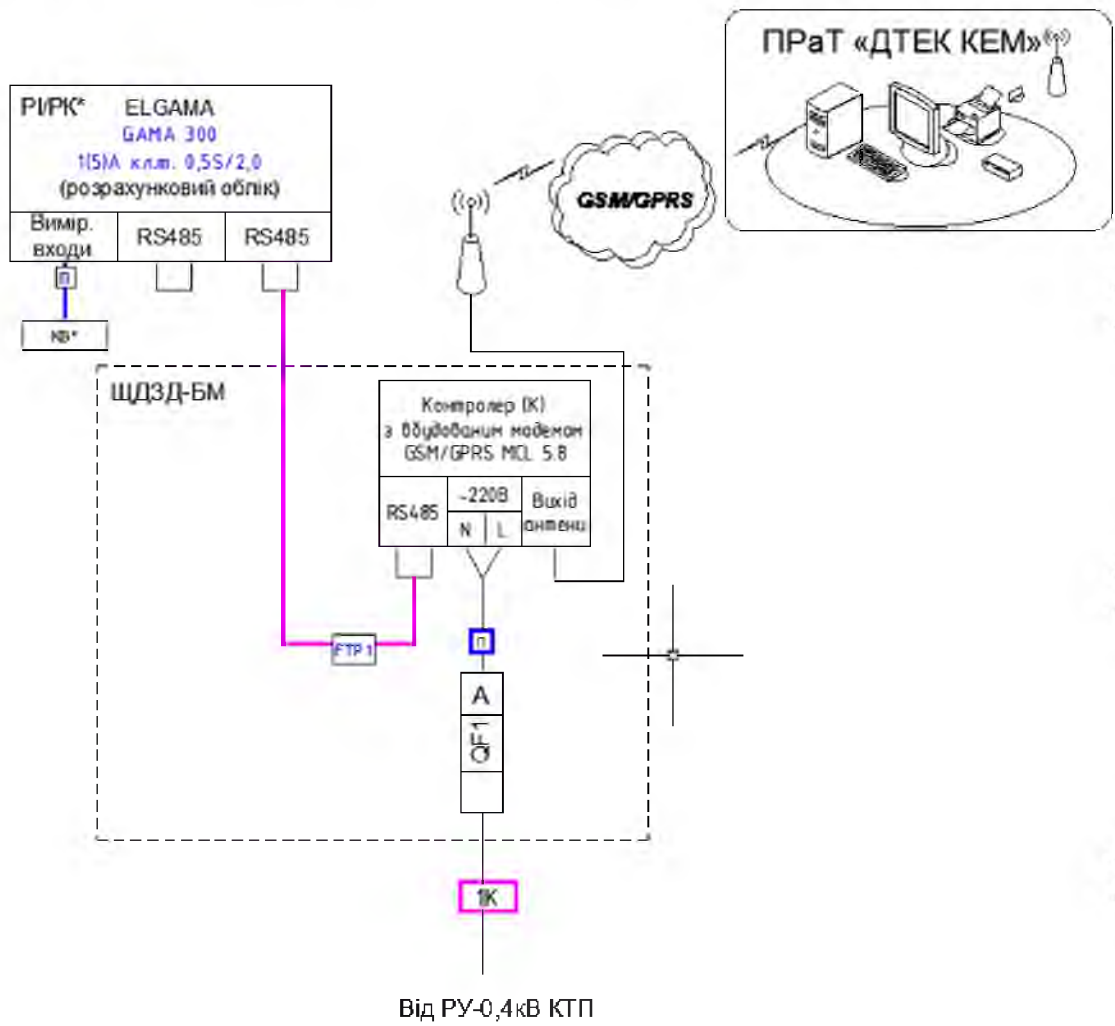 ПРаТ «ДТЕК КЕМ»
РІ/РК* ELGAMA
GAMA 300
1(5)А кл.т. 0,5S/2,0
(розрахунковий облік)
Вимір. входи
RS485
RS485
П
КВ*
GSM/GPRS
ЩДЗД-БМ
Контролер (К)
з вбудованим модемом
GSM/GPRS MCL 5.8
RS485
~220В
N L
Вихід
антени
FTP1
П
А
QF1
1К
Від РУ-0,4кВ КТП